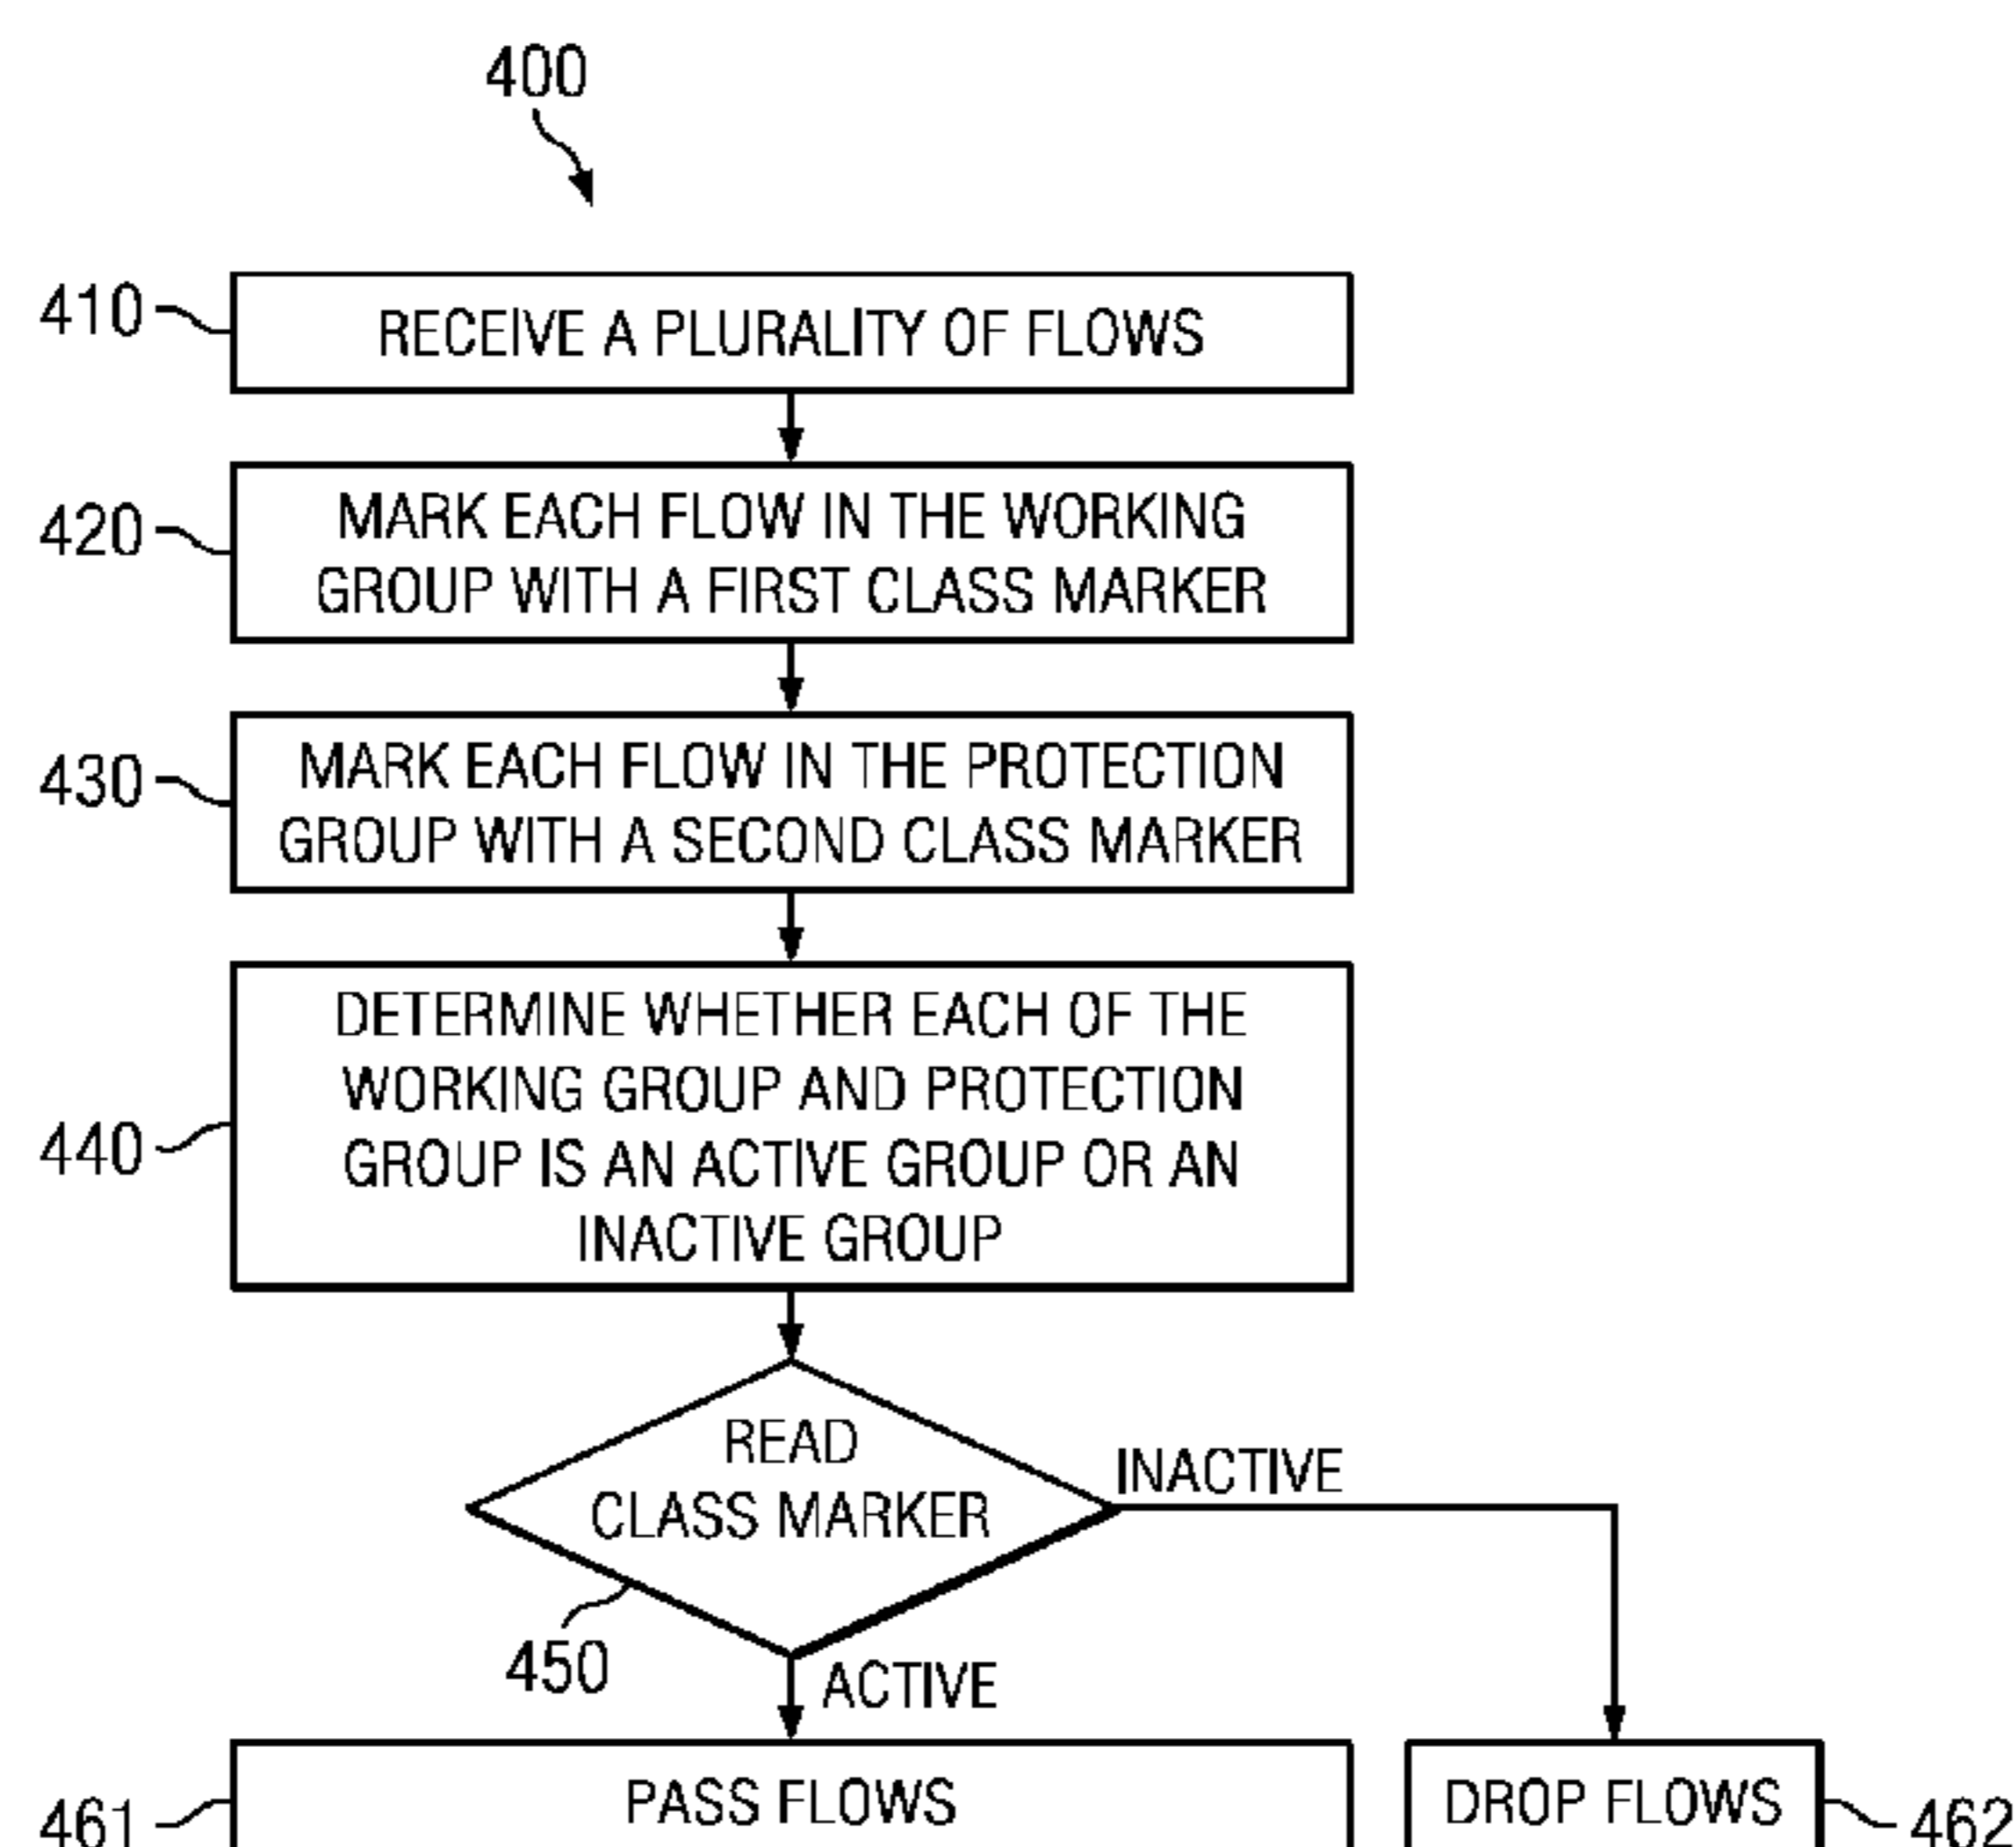 400
410
RECEIVE A PLURALITY OF FLOWS
420
MARK EACH FLOW IN THE WORKING
GROUP WITH A FIRST CLASS MARKER
430
MARK EACH FLOW IN THE PROTECTION
GROUP WITH A SECOND CLASS MARKER
440
DETERMINE WHETHER EACH OF THE
WORKING GROUP AND PROTECTION
GROUP IS AN ACTIVE GROUP OR AN
INACTIVE GROUP
READ
CLASS MARKER
INACTIVE
450
ACTIVE
461
PASS FLOWS
DROP FLOWS
462